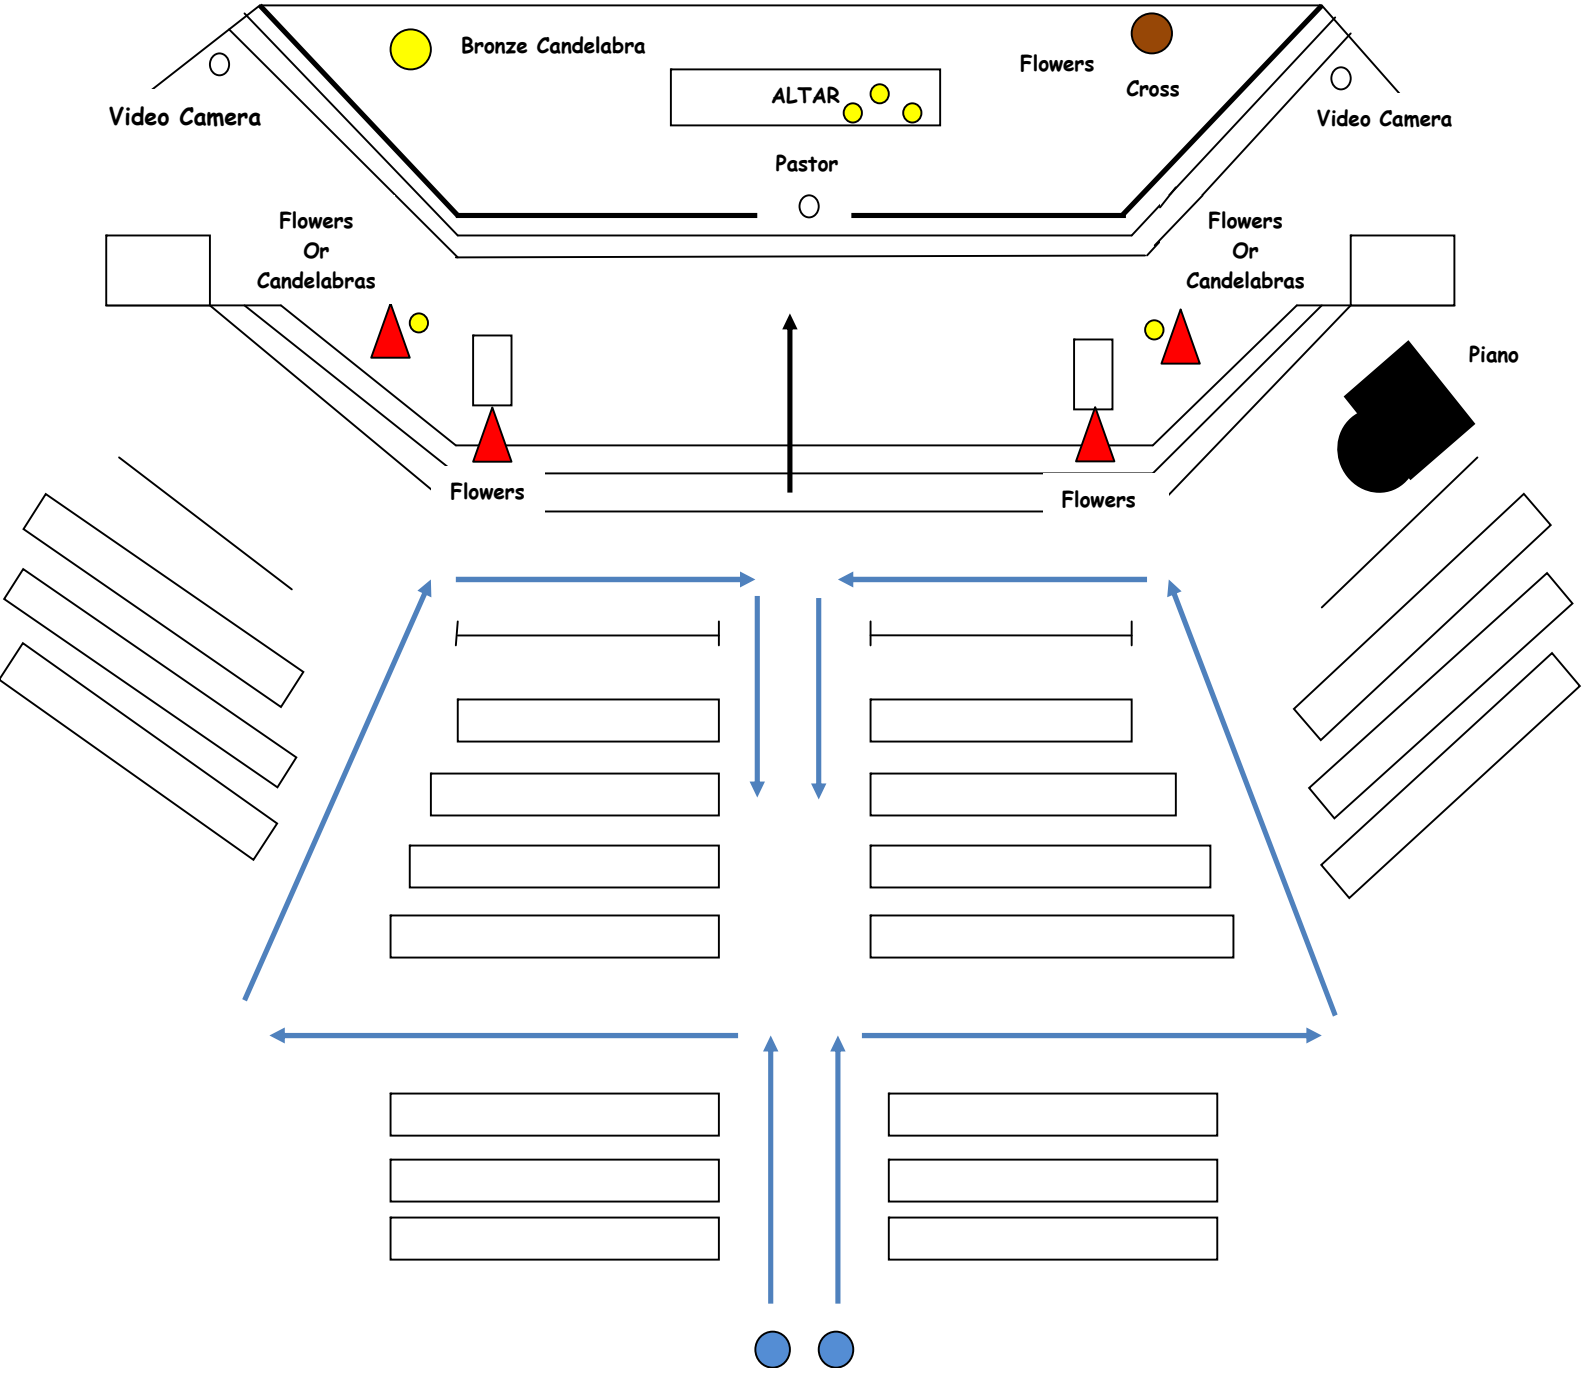 Bronze Candelabra
Flowers
Cross
ALTAR
Video Camera
Video Camera
Pastor
Flowers
Or
Candelabras
Flowers
Or
Candelabras
Piano
Flowers
Flowers